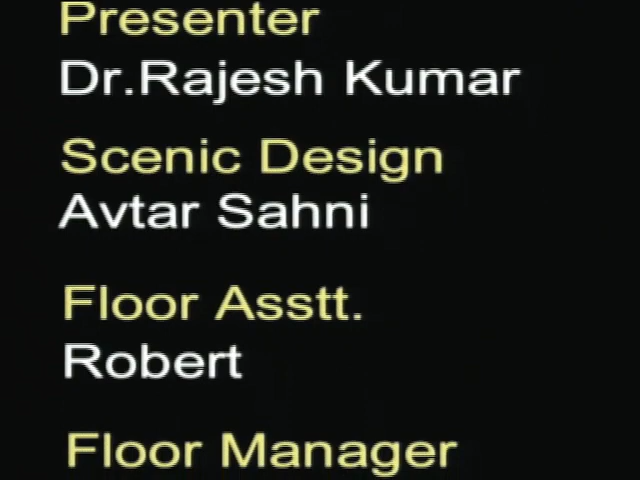 Presenter
Dr.Rajesh Kumar
Scenic Design
Avtar Sahni
Floor Asstt.
Robert
Floor Manager